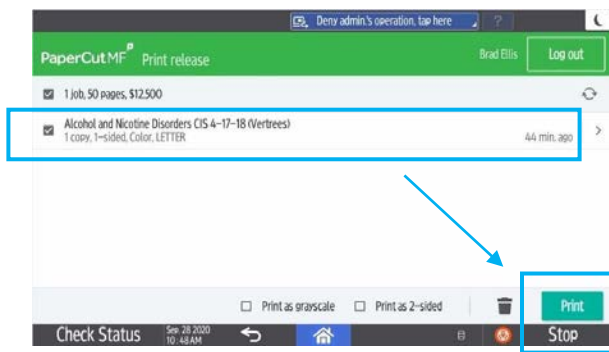 Deny admin.'s operation, tap here ?
PaperCut MF Print release Brad Ellis Log out
1 job, 50 pages, $12.500
Alcohol and Nicotine Disorders CIS 4-17-18 (Vertrees)
1 copy, 1-sided, Color, LETTER 44 min. ago
Print as grayscale Print as 2-sided Print
Check Status Sep. 28 2020 Stop
10:48 AM